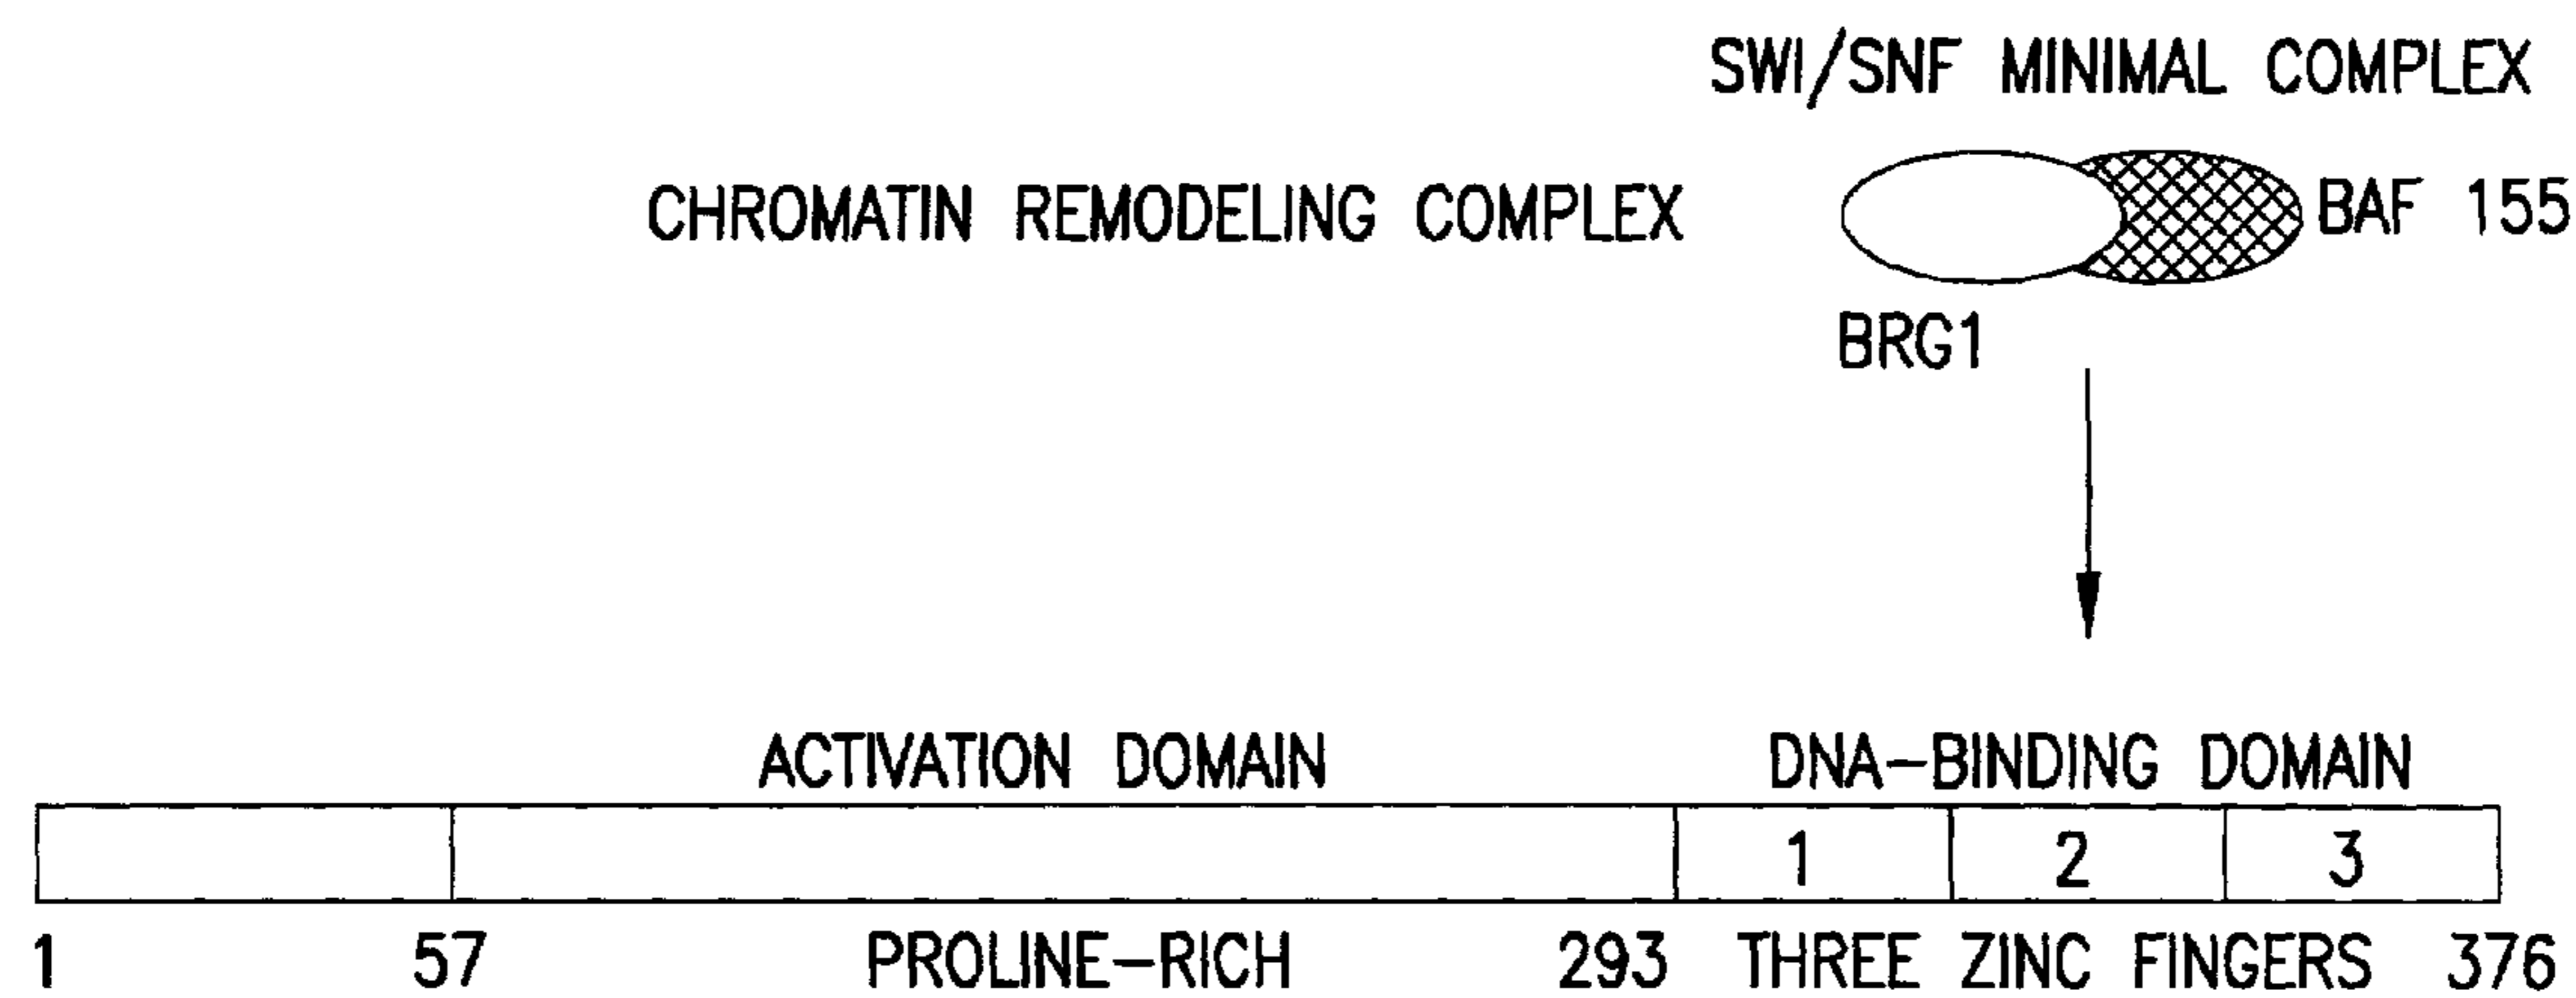 SWI/SNF MINIMAL COMPLEX
CHROMATIN REMODELING COMPLEX
BAF 155
BRG1
ACTIVATION DOMAIN
DNA-BINDING DOMAIN
1 2 3
1 57 PROLINE-RICH 293 THREE ZINC FINGERS 376